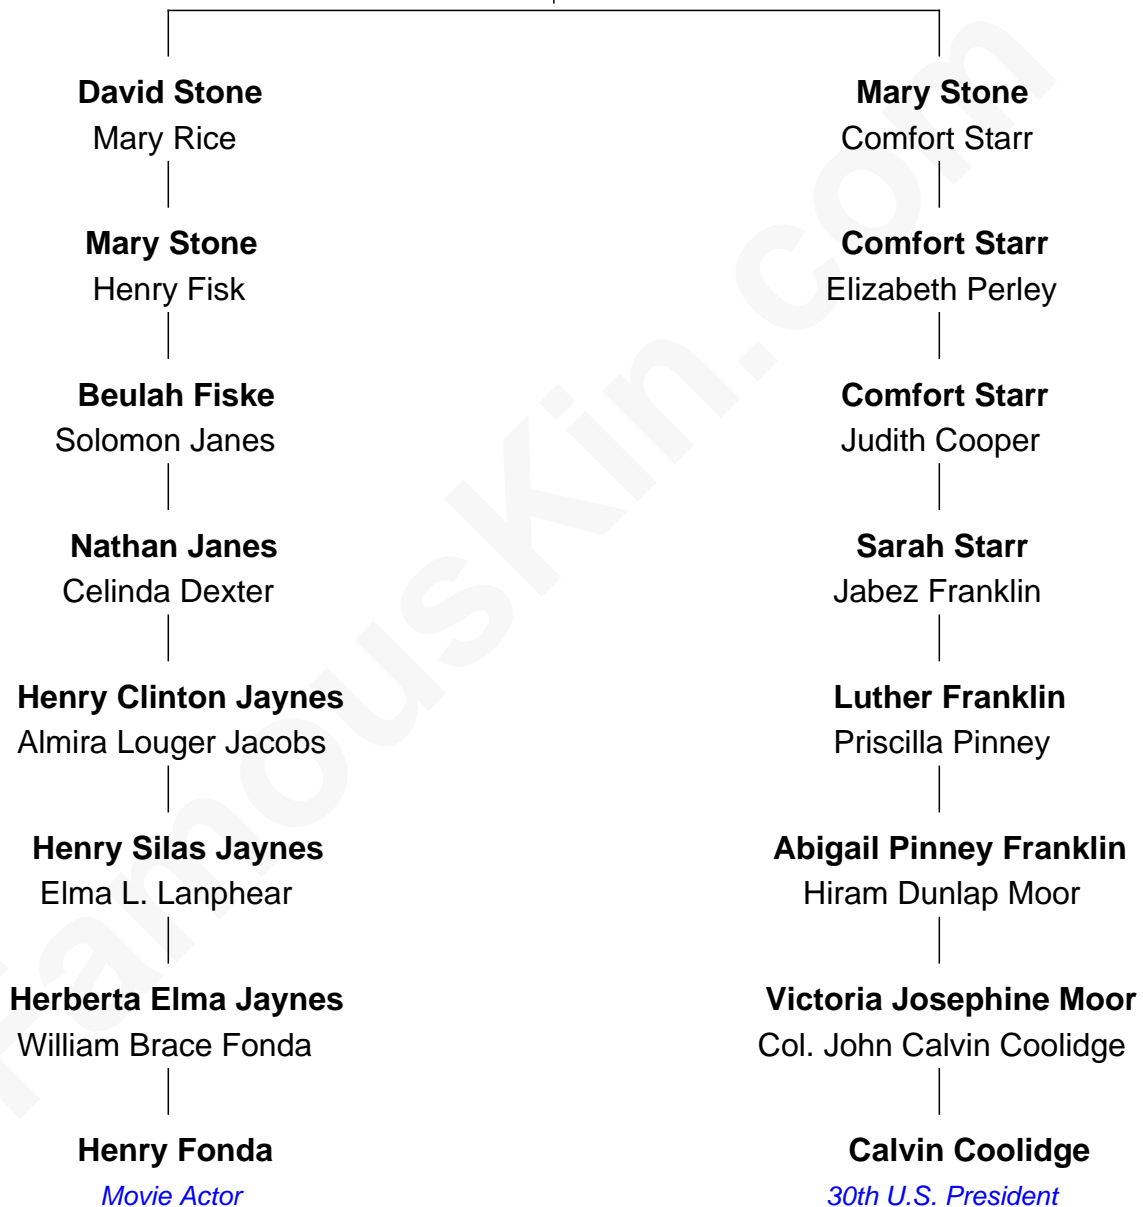 David Stone
Mary Rice
Mary Stone
Henry Fisk
Beulah Fiske
Solomon Janes
Nathan Janes
Celinda Dexter
Henry Clinton Jaynes
Almira Louger Jacobs
Henry Silas Jaynes
Elma L. Lanphear
Herberta Elma Jaynes
William Brace Fonda
Henry Fonda
Movie Actor
Mary Stone
Comfort Starr
Comfort Starr
Elizabeth Perley
Comfort Starr
Judith Cooper
Sarah Starr
Jabez Franklin
Luther Franklin
Priscilla Pinney
Abigail Pinney Franklin
Hiram Dunlap Moor
Victoria Josephine Moor
Col. John Calvin Coolidge
Calvin Coolidge
30th U.S. President
FamousKin.com